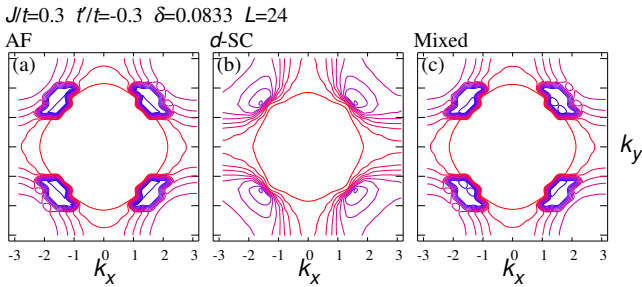 J/t=0.3 t'/t=-0.3 δ=0.0833 L=24
AF d-SC Mixed
(a) (b) (c)
k_y
-3 -2 -1 0 1 2 3 -3 -2 -1 0 1 2 3 -3 -2 -1 0 1 2 3
k_x k_x k_x